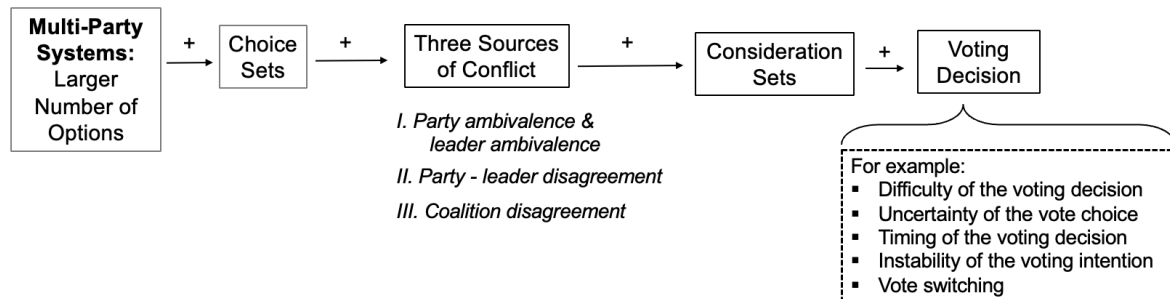 Multi-Party
Systems:
Larger
Number of
Options
+
Choice
Sets
+
Three Sources
of Conflict
+
Consideration
Sets
+
Voting
Decision
I. Party ambivalence &
leader ambivalence
II. Party - leader disagreement
III. Coalition disagreement
For example:
▪ Difficulty of the voting decision
▪ Uncertainty of the vote choice
▪ Timing of the voting decision
▪ Instability of the voting intention
▪ Vote switching